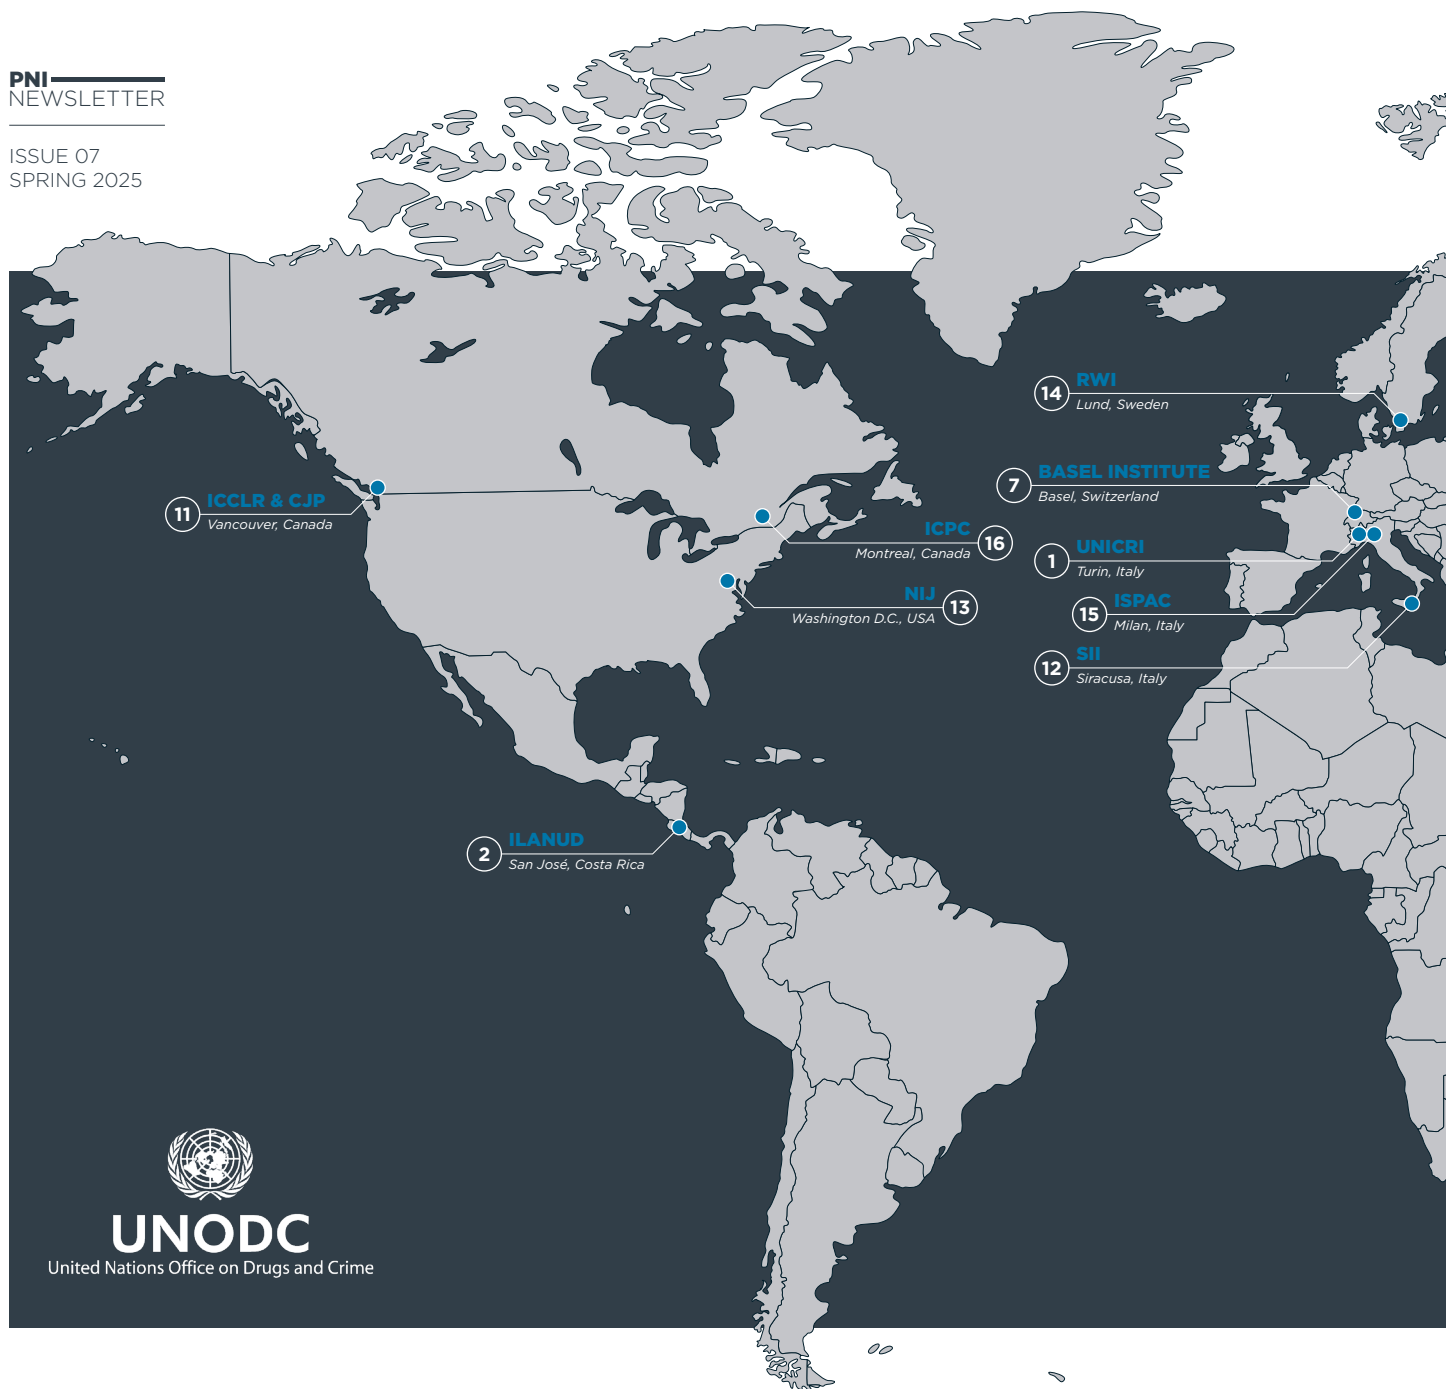 PNI
NEWSLETTER
ISSUE 07
SPRING 2025
14
RWI
Lund, Sweden
7
BASEL INSTITUTE
Basel, Switzerland
11
ICCLR & CJP
Vancouver, Canada
ICPC
Montreal, Canada
16
1
UNICRI
Turin, Italy
NIJ
Washington D.C., USA
13
15
ISPAC
Milan, Italy
12
SII
Siracusa, Italy
2
ILANUD
San José, Costa Rica
UNODC
United Nations Office on Drugs and Crime